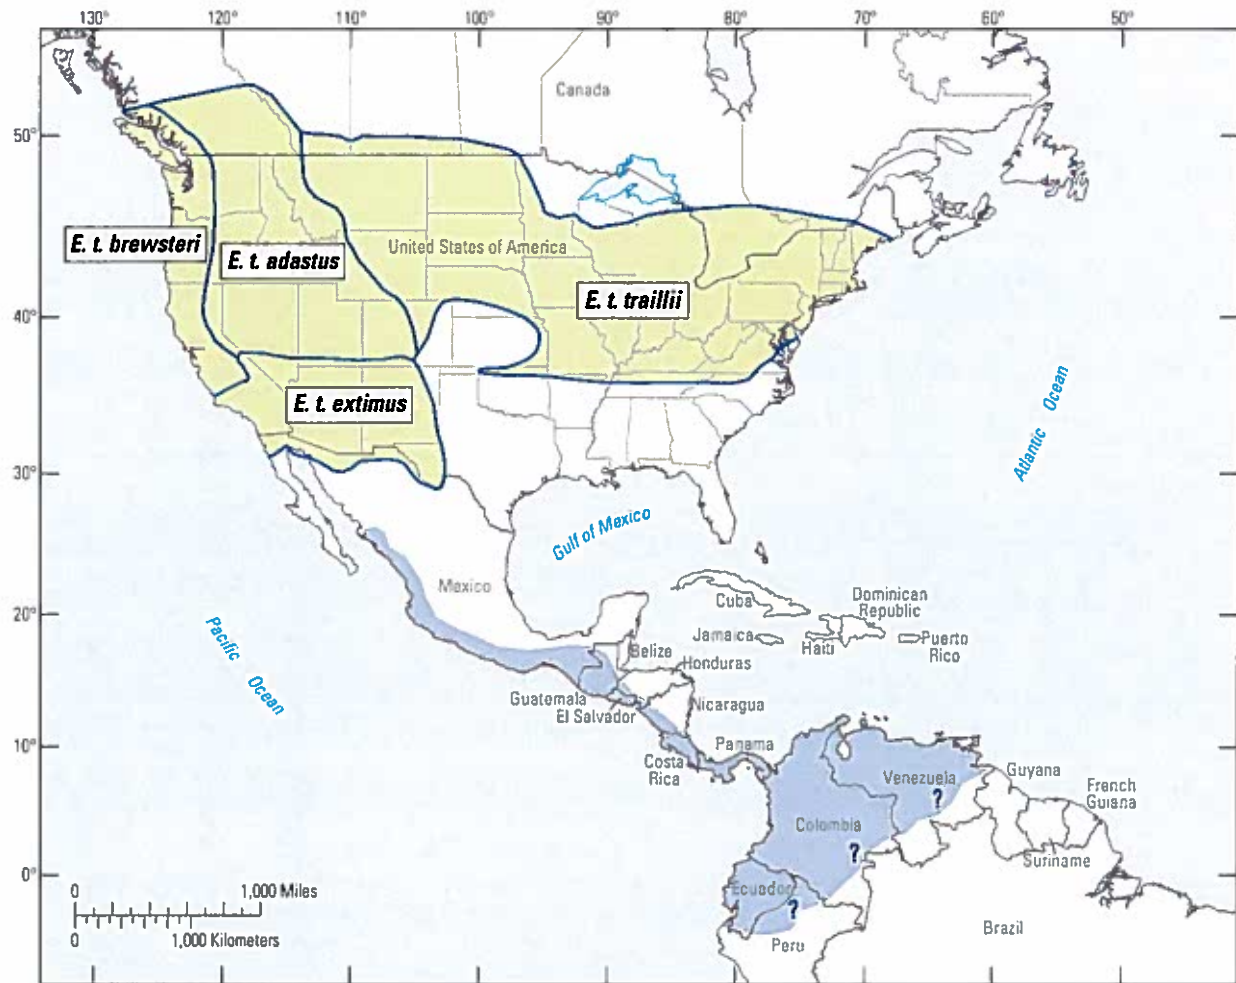 130° 120° 110° 100° 90° 80° 70° 60° 50°
Canada
50°
E. t. brewsteri
E. t. adastus
United States of America
E. t. traillii
40°
E. t. extimus
Atlantic Ocean
30°
Gulf of Mexico
Mexico
Cuba
Dominican
Republic
20°
Pacific Ocean
Jamaica
Haiti
Puerto
Rico
Belize
Honduras
Guatemala
El Salvador
Nicaragua
10°
Panama
Costa
Rica
Venezuela
?
Guyana
French
Guiana
Colombia
?
Suriname
0°
Ecuador
?
Peru
Brazil
0 1,000 Miles
0 1,000 Kilometers